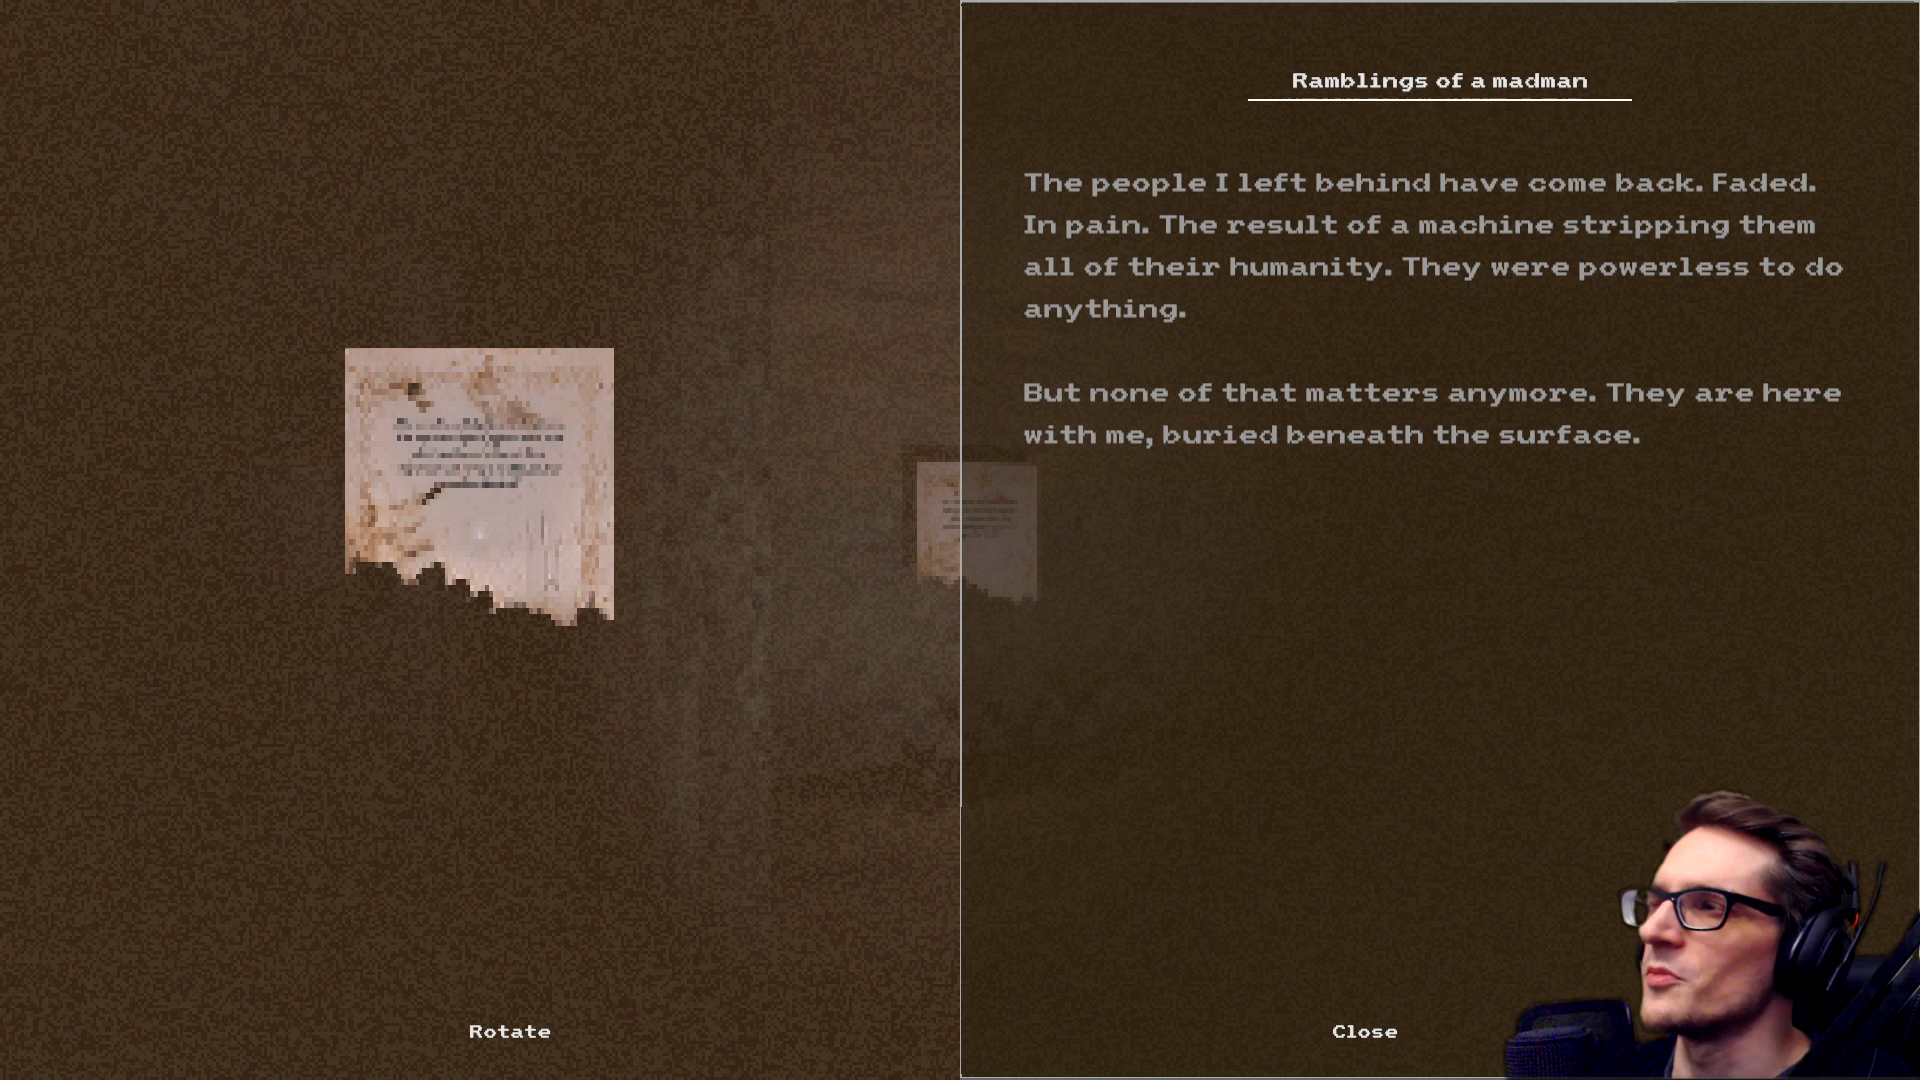 Ramblings of a madman
The people I left behind have come back. Faded.
In pain. The result of a machine stripping them
all of their humanity. They were powerless to do
anything.
But none of that matters anymore. They are here
with me, buried beneath the surface.
Rotate
Close